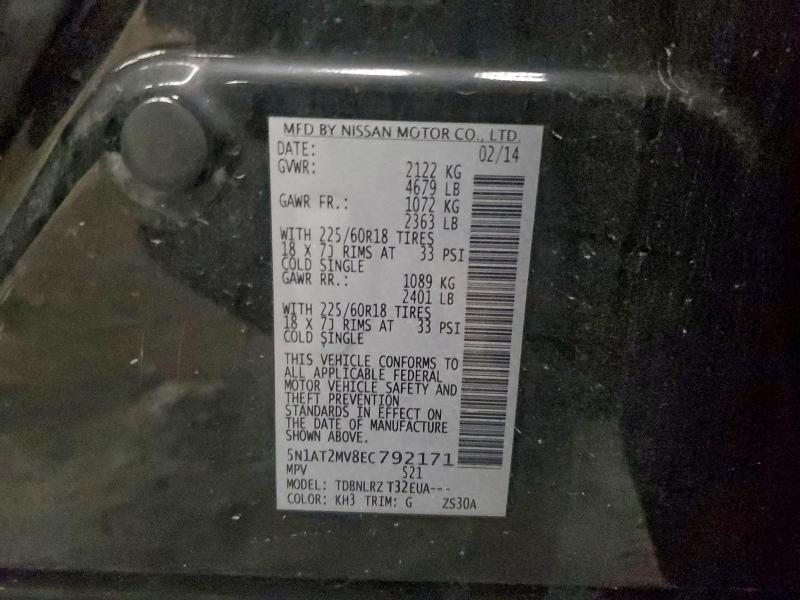 MFD BY NISSAN MOTOR CO., LTD.
DATE: 02/14
GVWR: 2122 KG
4679 LB
GAWR FR.: 1072 KG
2363 LB
WITH 225/60R18 TIRES
18 X 7J RIMS AT 33 PSI
COLD SINGLE
GAWR RR.: 1089 KG
2401 LB
WITH 225/60R18 TIRES
18 X 7J RIMS AT 33 PSI
COLD SINGLE
THIS VEHICLE CONFORMS TO
ALL APPLICABLE FEDERAL
MOTOR VEHICLE SAFETY AND
THEFT PREVENTION
STANDARDS IN EFFECT ON
THE DATE OF MANUFACTURE
SHOWN ABOVE.
5N1AT2MV8EC792171
MPV 521
MODEL: TDBNLRZ T32EUA---
COLOR: KH3 TRIM: G ZS30A